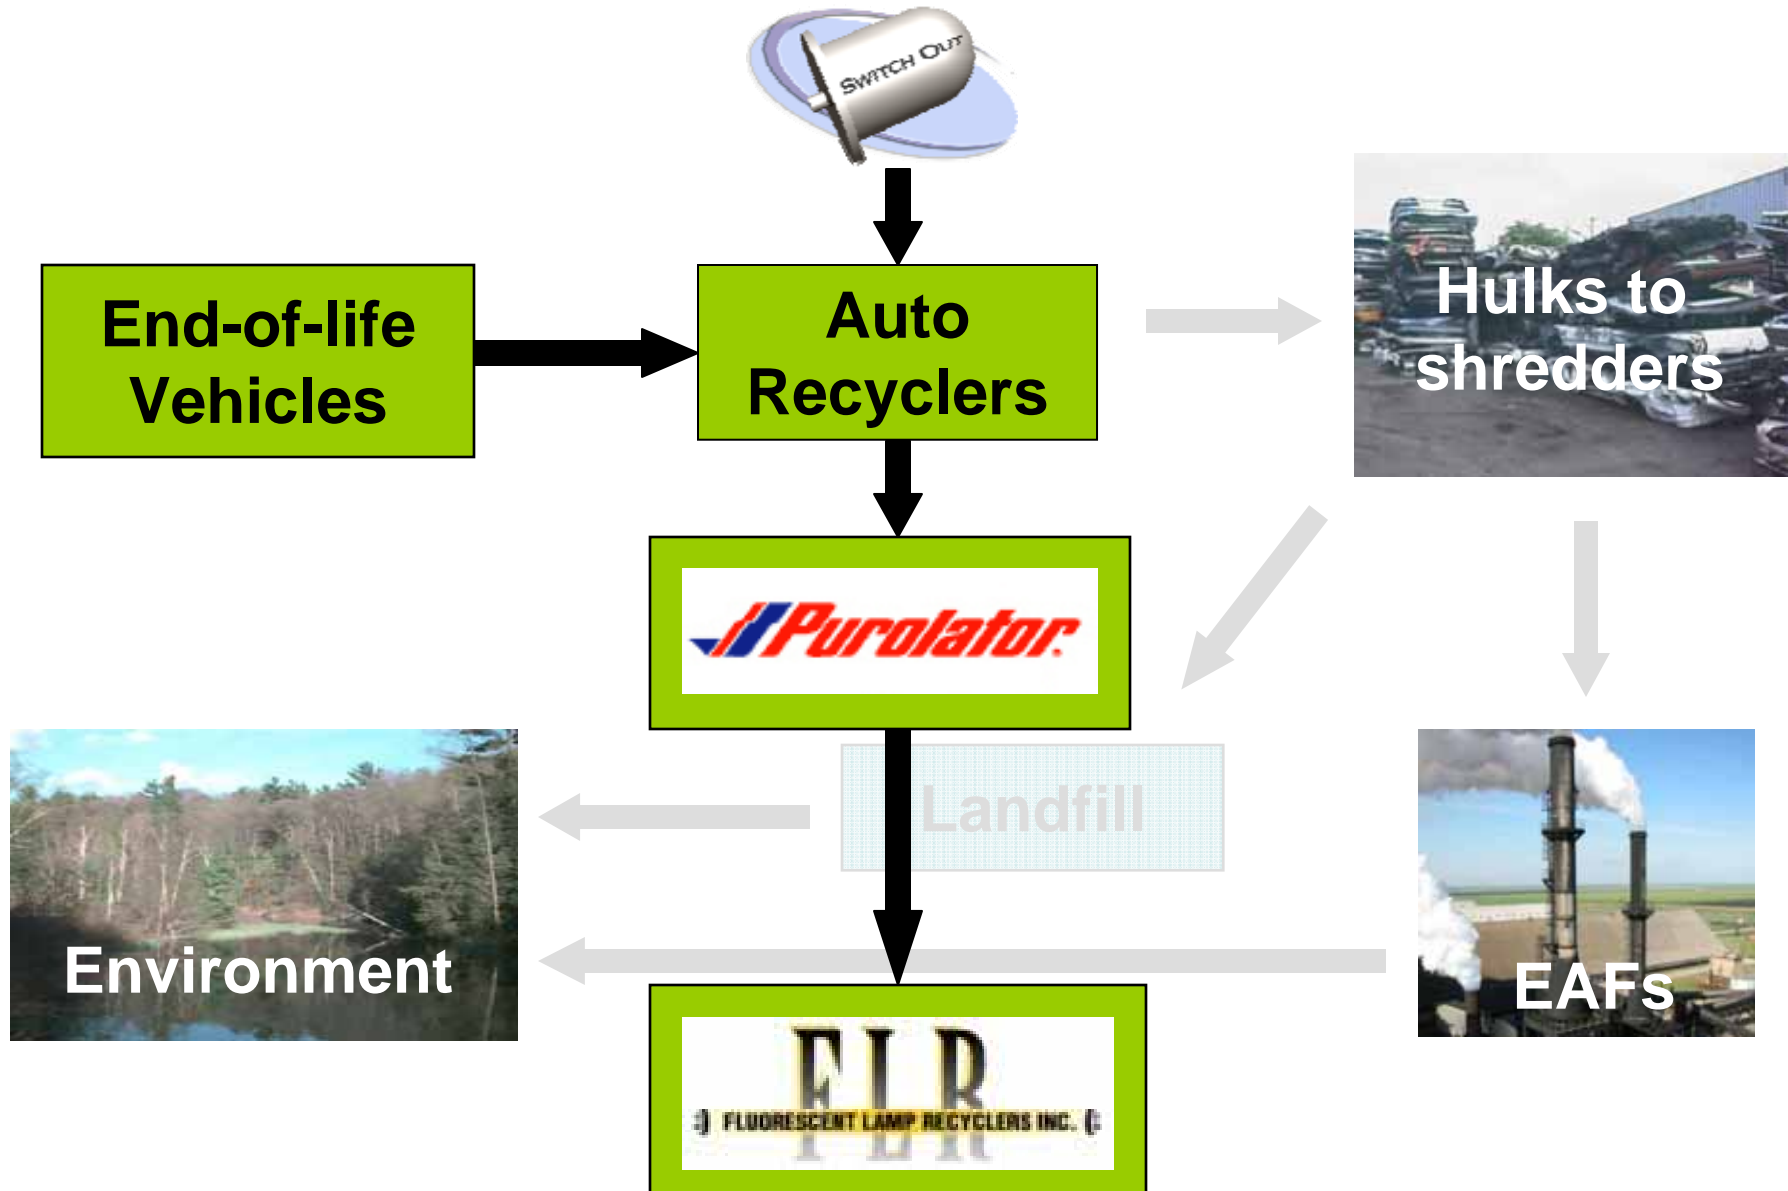 SWITCH OUT
End-of-life
Vehicles
Auto
Recyclers
Hulks to
shredders
Purolator.
Landfill
Environment
EAFs
FLR
FLUORESCENT LAMP RECYCLERS INC.